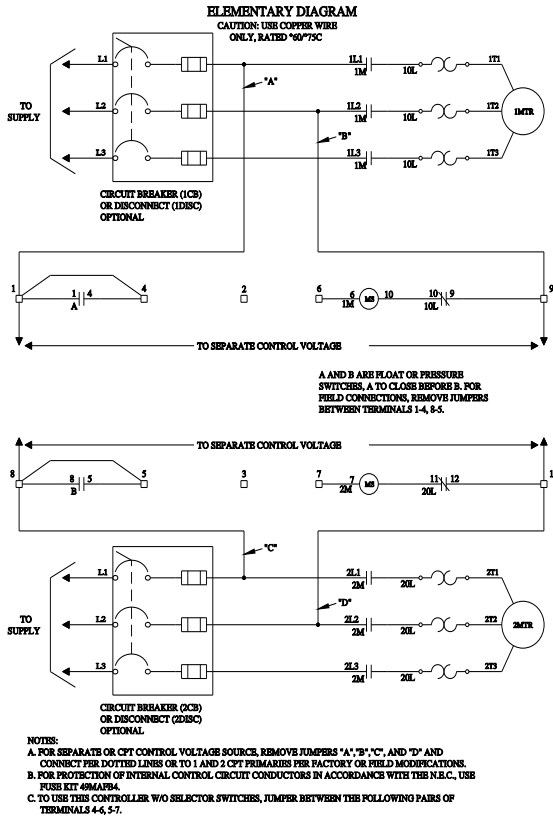 ELEMENTARY DIAGRAM
CAUTION: USE COPPER WIRE
ONLY, RATED °60/°75C
L1
1L1
1M
10L
1T1
"A"
TO
SUPPLY
L2
1L2
1M
10L
1T2
1MTR
"B"
L3
1L3
1M
10L
1T3
CIRCUIT BREAKER (1CB)
OR DISCONNECT (1DISC)
OPTIONAL
1
1
4
A
4
2
6
6
1M
MS
10
10
9
10L
9
TO SEPARATE CONTROL VOLTAGE
A AND B ARE FLOAT OR PRESSURE
SWITCHES, A TO CLOSE BEFORE B. FOR
FIELD CONNECTIONS, REMOVE JUMPERS
BETWEEN TERMINALS 1-4, 8-5.
TO SEPARATE CONTROL VOLTAGE
8
8
5
B
5
3
7
7
2M
MS
11
12
20L
1
"C"
L1
2L1
2M
20L
2T1
"D"
TO
SUPPLY
L2
2L2
2M
20L
2T2
2MTR
L3
2L3
2M
20L
2T3
CIRCUIT BREAKER (2CB)
OR DISCONNECT (2DISC)
OPTIONAL
NOTES:
A. FOR SEPARATE OR CPT CONTROL VOLTAGE SOURCE, REMOVE JUMPERS "A","B","C", AND "D" AND
CONNECT PER DOTTED LINES OR TO 1 AND 2 CPT PRIMARIES PER FACTORY OR FIELD MODIFICATIONS.
B. FOR PROTECTION OF INTERNAL CONTROL CIRCUIT CONDUCTORS IN ACCORDANCE WITH THE N.E.C., USE
FUSE KIT 49MAFB4.
C. TO USE THIS CONTROLLER W/O SELECTOR SWITCHES, JUMPER BETWEEN THE FOLLOWING PAIRS OF
TERMINALS 4-6, 5-7.